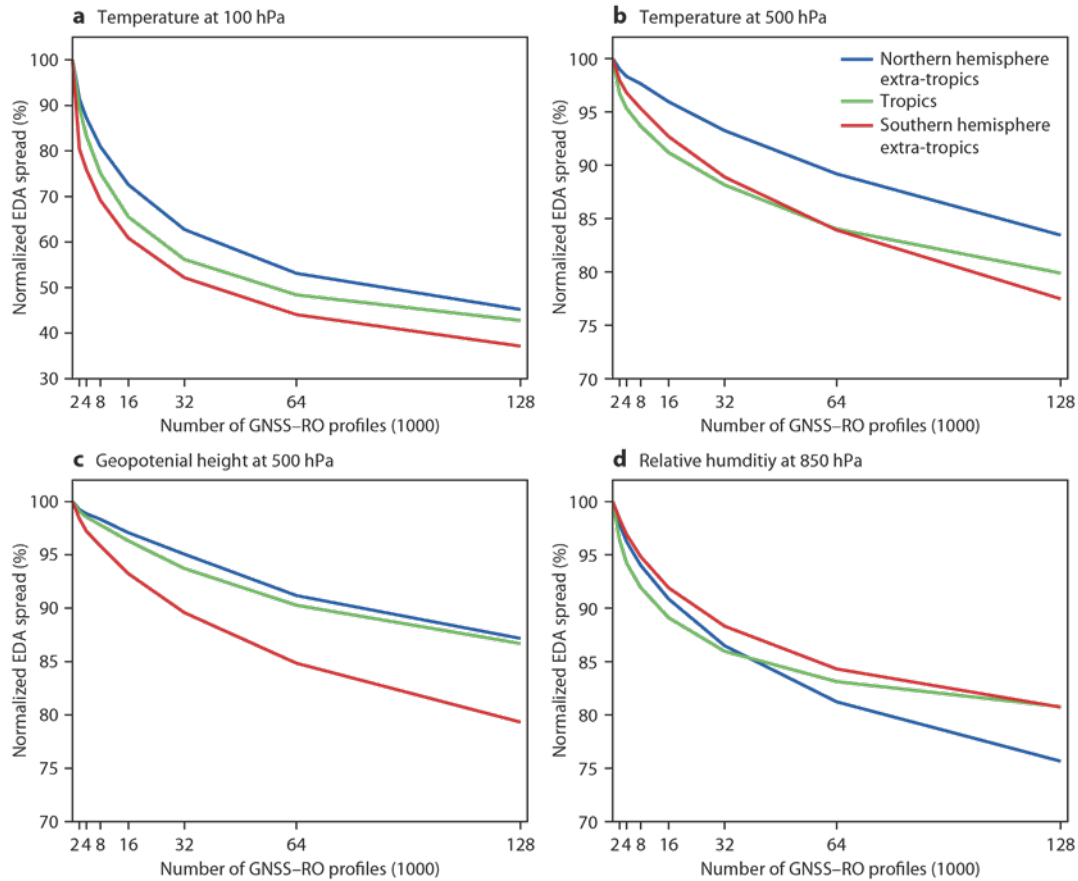 a Temperature at 100 hPa
Normalized EDA spread (%)
100
90
80
70
60
50
40
30
2 4 8 16 32 64 128
Number of GNSS–RO profiles (1000)
b Temperature at 500 hPa
Northern hemisphere
extra-tropics
Tropics
Southern hemisphere
extra-tropics
Normalized EDA spread (%)
100
95
90
85
80
75
70
2 4 8 16 32 64 128
Number of GNSS–RO profiles (1000)
c Geopotenial height at 500 hPa
Normalized EDA spread (%)
100
95
90
85
80
75
70
2 4 8 16 32 64 128
Number of GNSS–RO profiles (1000)
d Relative humditiy at 850 hPa
Normalized EDA spread (%)
100
95
90
85
80
75
70
2 4 8 16 32 64 128
Number of GNSS–RO profiles (1000)